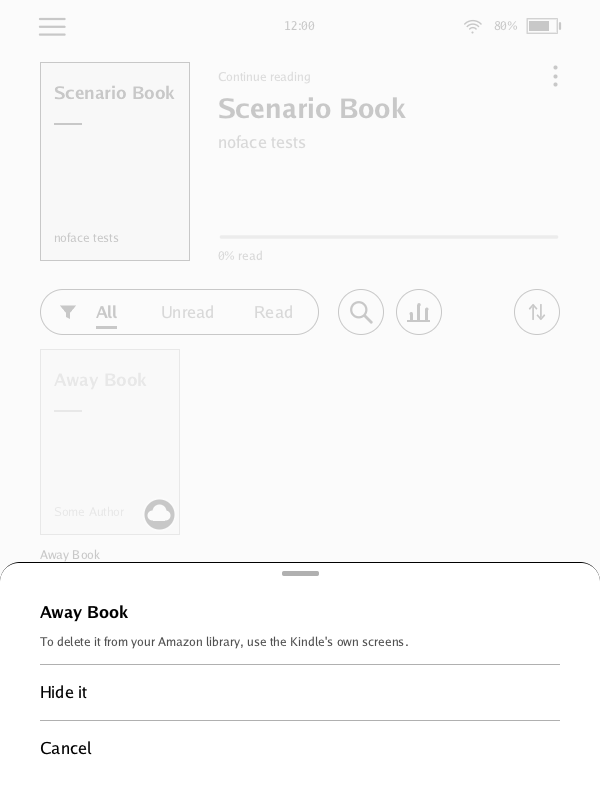 12:00
80%
Scenario Book
noface tests
Continue reading
Scenario Book
noface tests
0% read
All Unread Read
Away Book
Some Author
Away Book
Away Book
To delete it from your Amazon library, use the Kindle's own screens.
Hide it
Cancel